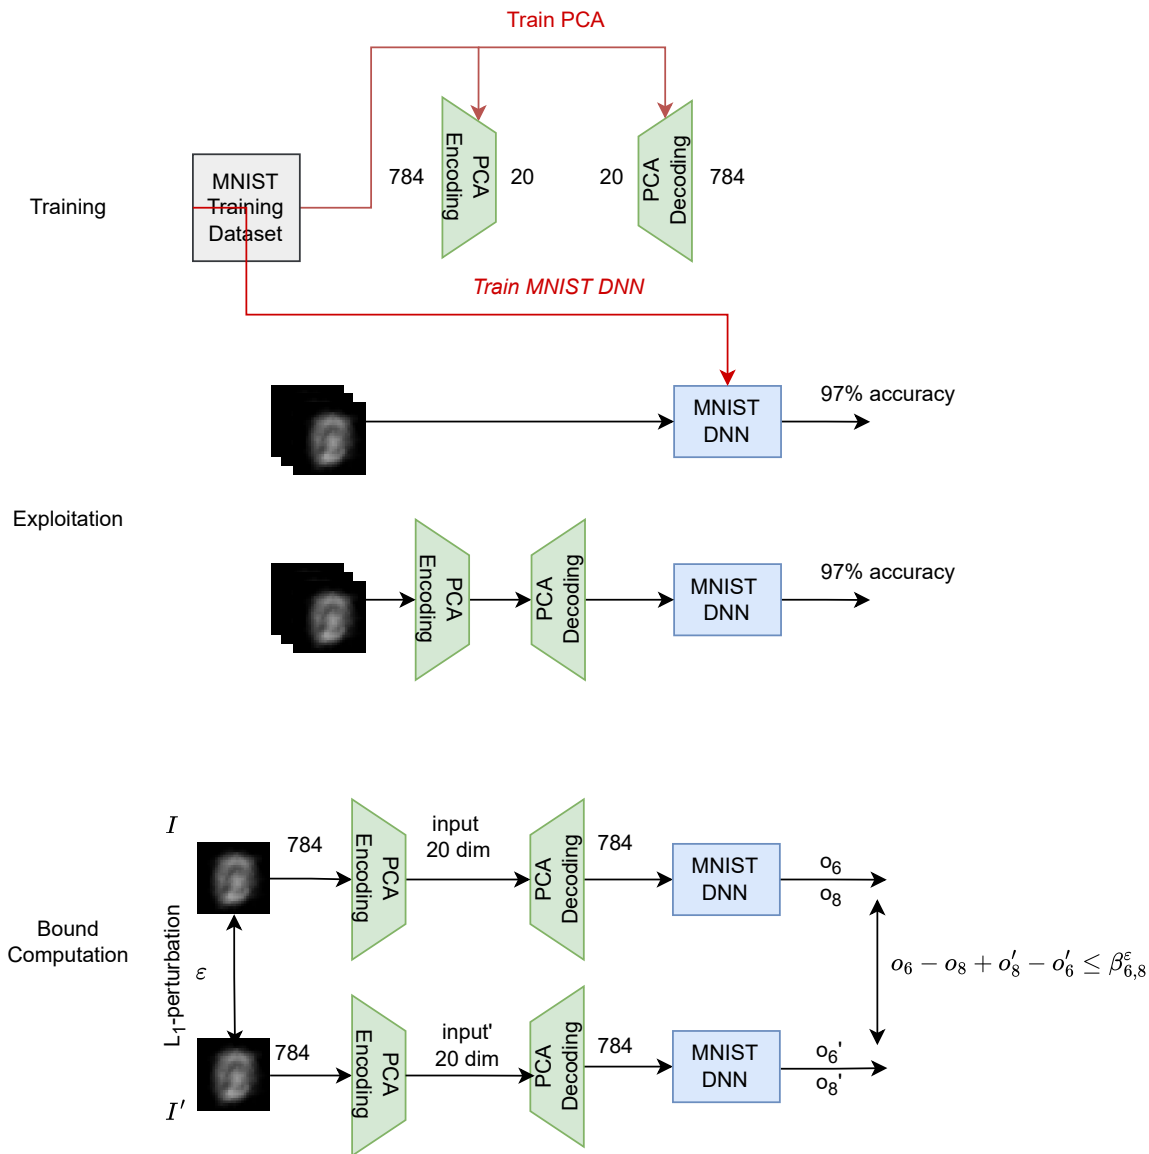 Train PCA
PCA
Encoding
PCA
Decoding
784
20
20
784
MNIST
Training
Dataset
Training
Train MNIST DNN
MNIST
DNN
97% accuracy
Exploitation
PCA
Encoding
PCA
Decoding
MNIST
DNN
97% accuracy
I
784
PCA
Encoding
input
20 dim
PCA
Decoding
784
MNIST
DNN
o₆
o₈
Bound
Computation
L₁-perturbation
ε
o₆ − o₈ + o′₈ − o′₆ ≤ β^ε_{6,8}
784
PCA
Encoding
input'
20 dim
PCA
Decoding
784
MNIST
DNN
o₆'
o₈'
I′